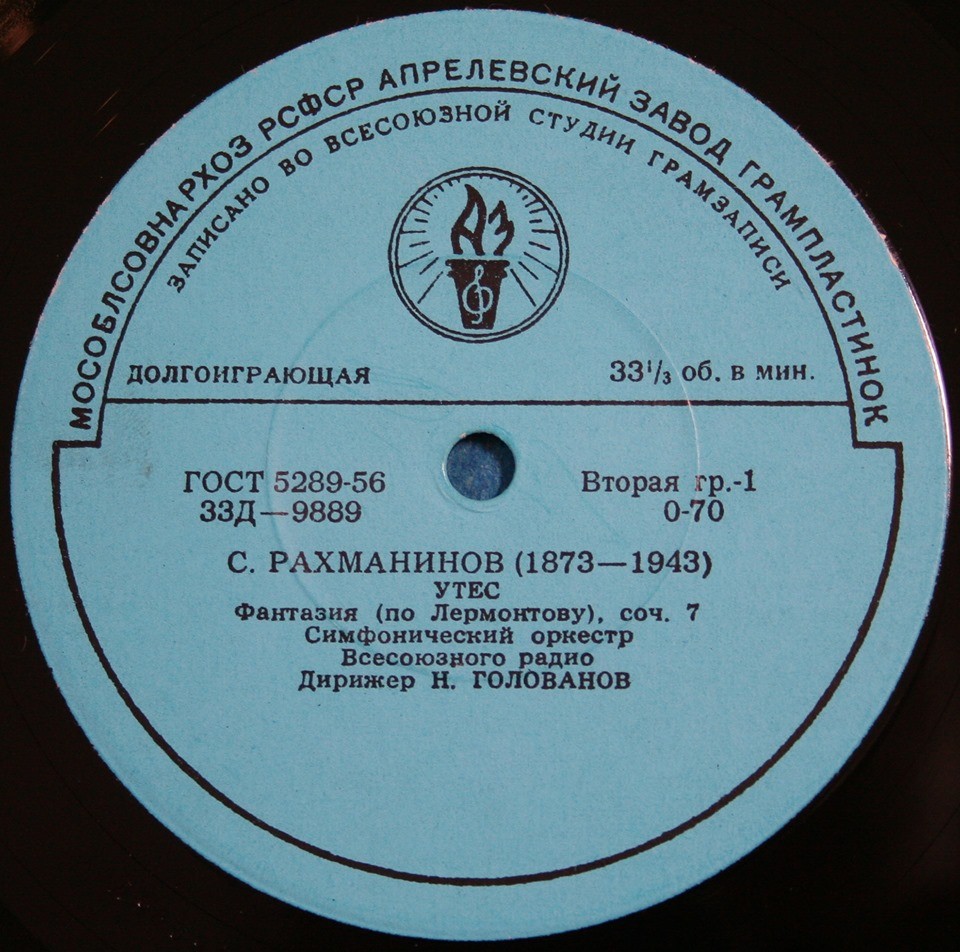 МОСОБЛСОВНАРХОЗ РСФСР АПРЕЛЕВСКИЙ ЗАВОД ГРАМПЛАСТИНОК
ЗАПИСАНО ВО ВСЕСОЮЗНОЙ СТУДИИ ГРАМЗАПИСИ
АЗ
ДОЛГОИГРАЮЩАЯ 33 1/3 об. в мин.
ГОСТ 5289-56 Вторая гр.-1
33Д—9889 0-70
С. РАХМАНИНОВ (1873—1943)
УТЕС
Фантазия (по Лермонтову), соч. 7
Симфонический оркестр
Всесоюзного радио
Дирижер Н. ГОЛОВАНОВ